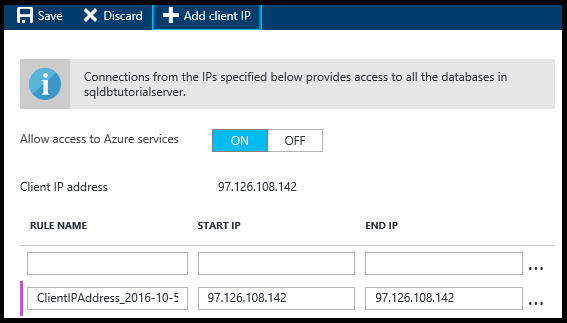 Save Discard Add client IP
Connections from the IPs specified below provides access to all the databases in
sqldbtutorialserver.
Allow access to Azure services ON OFF
Client IP address 97.126.108.142
RULE NAME START IP END IP
...
ClientIPAddress_2016-10-5 97.126.108.142 97.126.108.142 ...